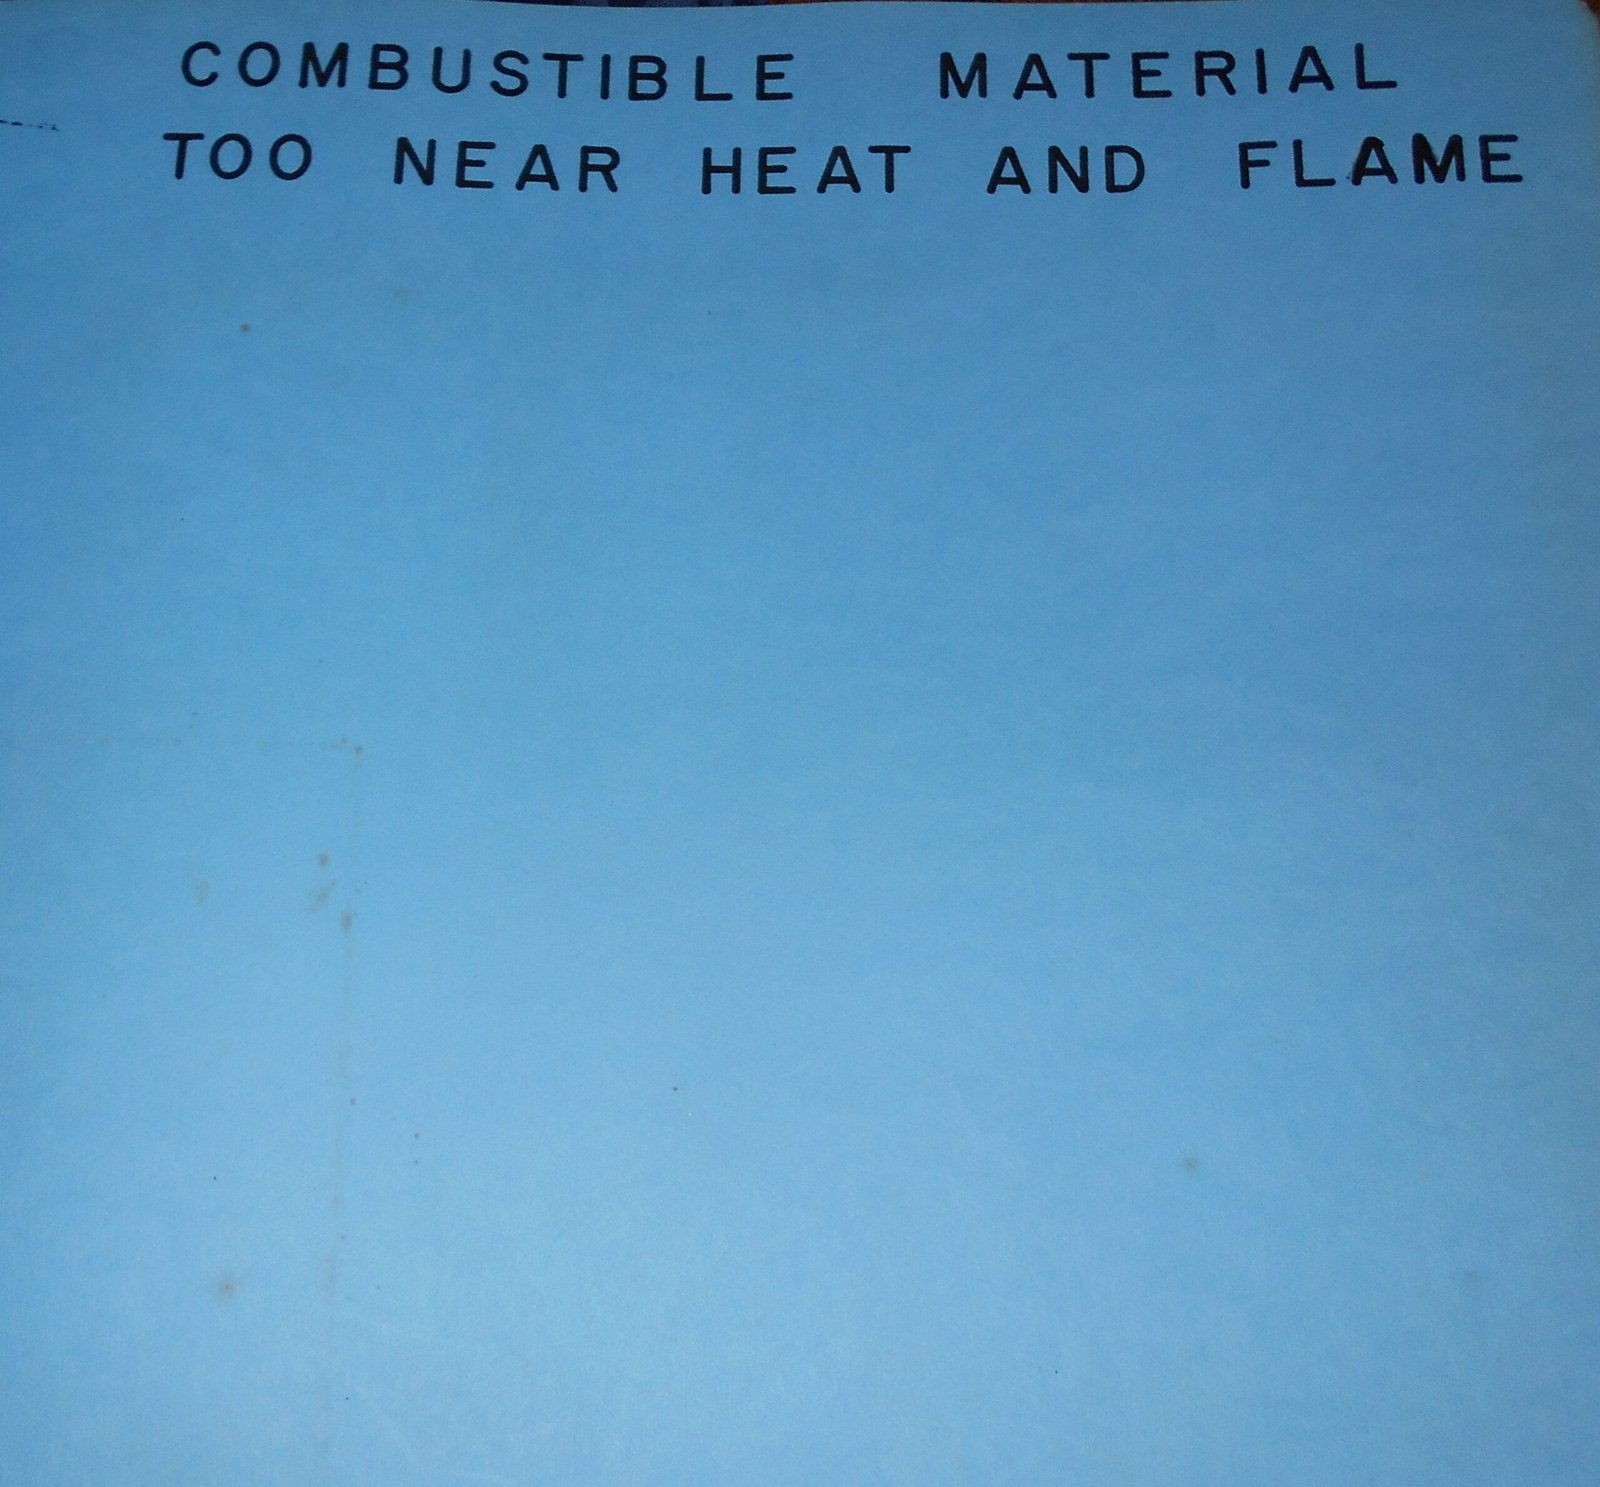 COMBUSTIBLE MATERIAL
TOO NEAR HEAT AND FLAME